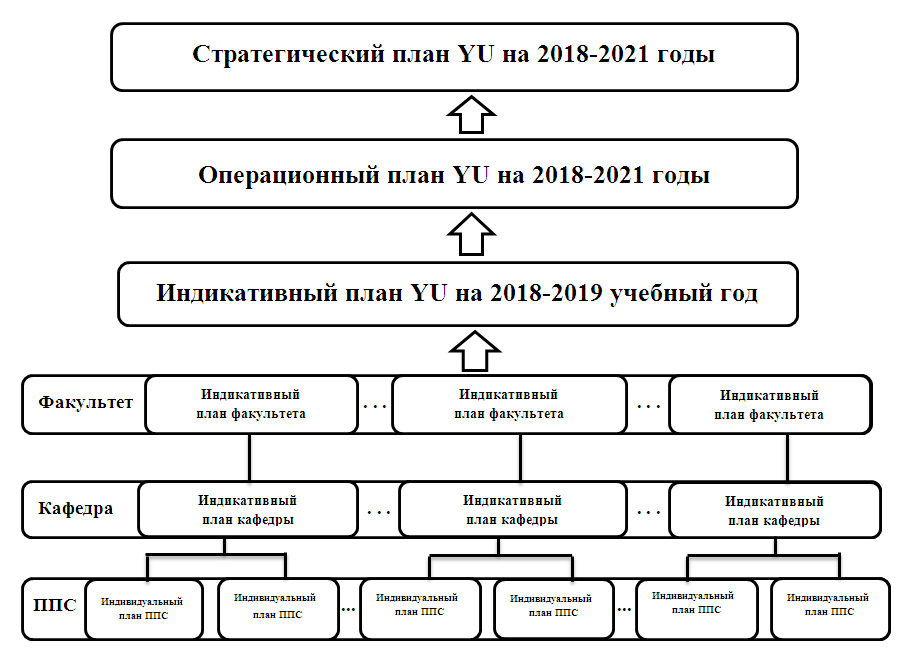 Стратегический план YU на 2018-2021 годы
Операционный план YU на 2018-2021 годы
Индикативный план YU на 2018-2019 учебный год
Факультет
Индикативный
план факультета
...
Индикативный
план факультета
...
Индикативный
план факультета
Кафедра
Индикативный
план кафедры
...
Индикативный
план кафедры
...
Индикативный
план кафедры
ППС
Индивидуальный
план ППС
Индивидуальный
план ППС
...
Индивидуальный
план ППС
Индивидуальный
план ППС
...
Индивидуальный
план ППС
Индивидуальный
план ППС